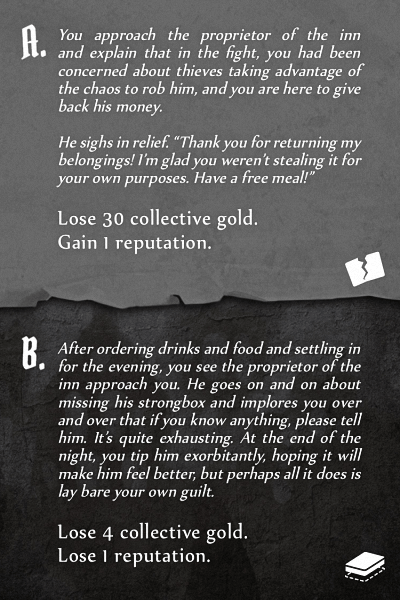 A.
You approach the proprietor of the inn
and explain that in the fight, you had been
concerned about thieves taking advantage of
the chaos to rob him, and you are here to give
back his money.
He sighs in relief. “Thank you for returning my
belongings! I’m glad you weren’t stealing it for
your own purposes. Have a free meal!”
Lose 30 collective gold.
Gain 1 reputation.
B.
After ordering drinks and food and settling in
for the evening, you see the proprietor of the
inn approach you. He goes on and on about
missing his strongbox and implores you over
and over that if you know anything, please tell
him. It’s quite exhausting. At the end of the
night, you tip him exorbitantly, hoping it will
make him feel better, but perhaps all it does is
lay bare your own guilt.
Lose 4 collective gold.
Lose 1 reputation.